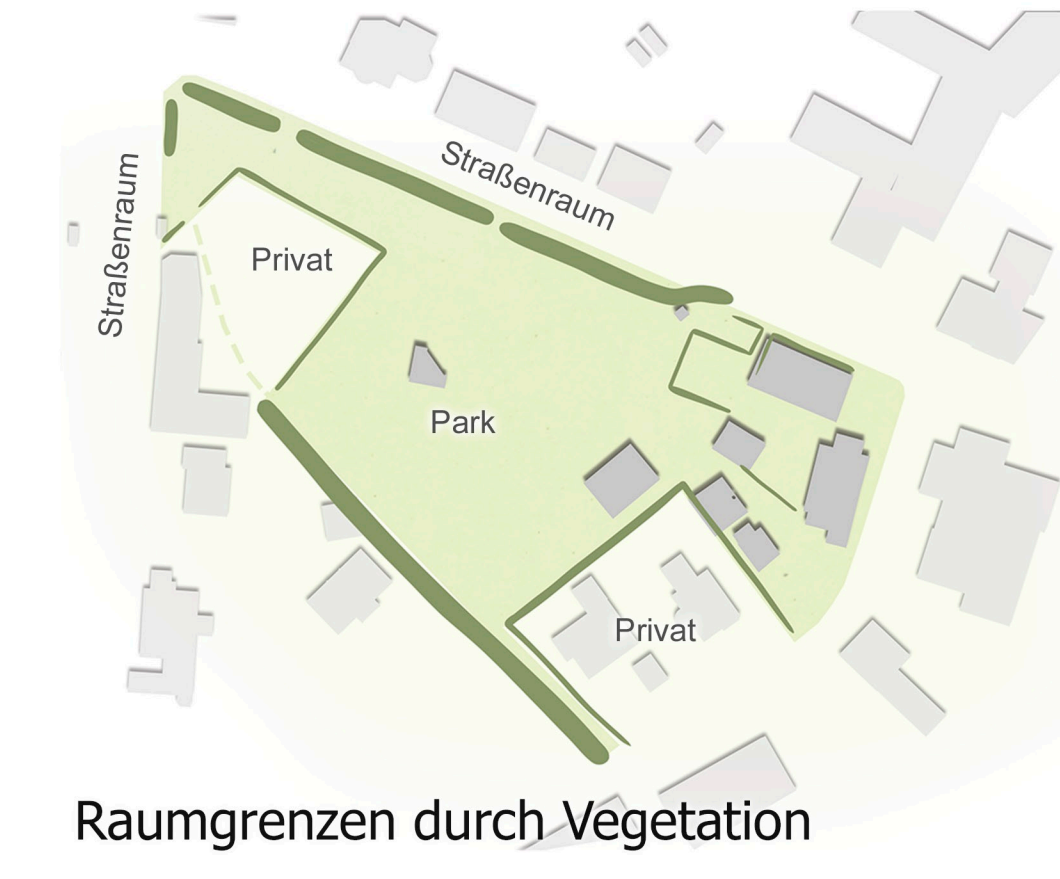 Straßenraum
Straßenraum
Privat
Park
Privat
Raumgrenzen durch Vegetation